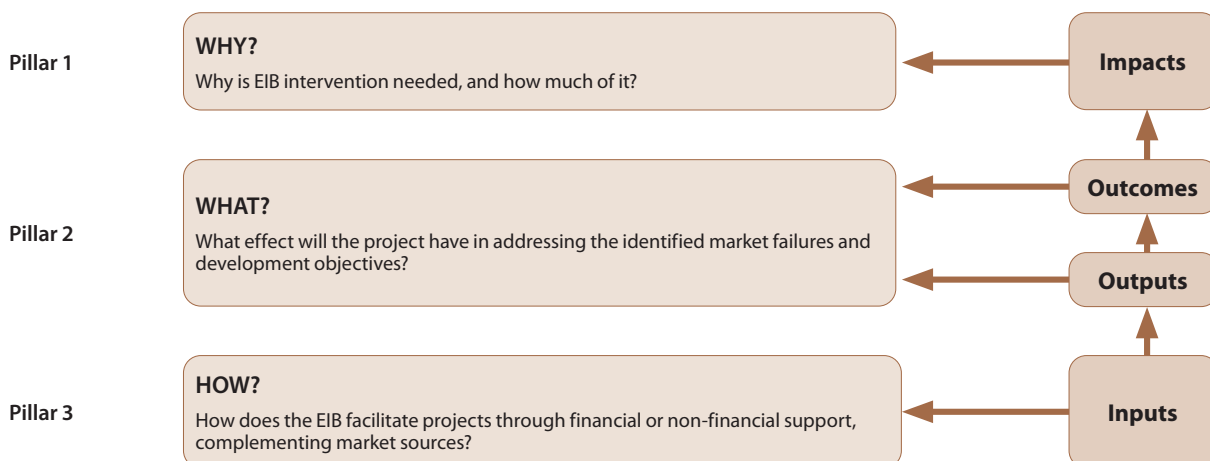 Pillar 1
WHY?
Why is EIB intervention needed, and how much of it?
Impacts
Pillar 2
WHAT?
What effect will the project have in addressing the identified market failures and
development objectives?
Outcomes
Outputs
Pillar 3
HOW?
How does the EIB facilitate projects through financial or non-financial support,
complementing market sources?
Inputs